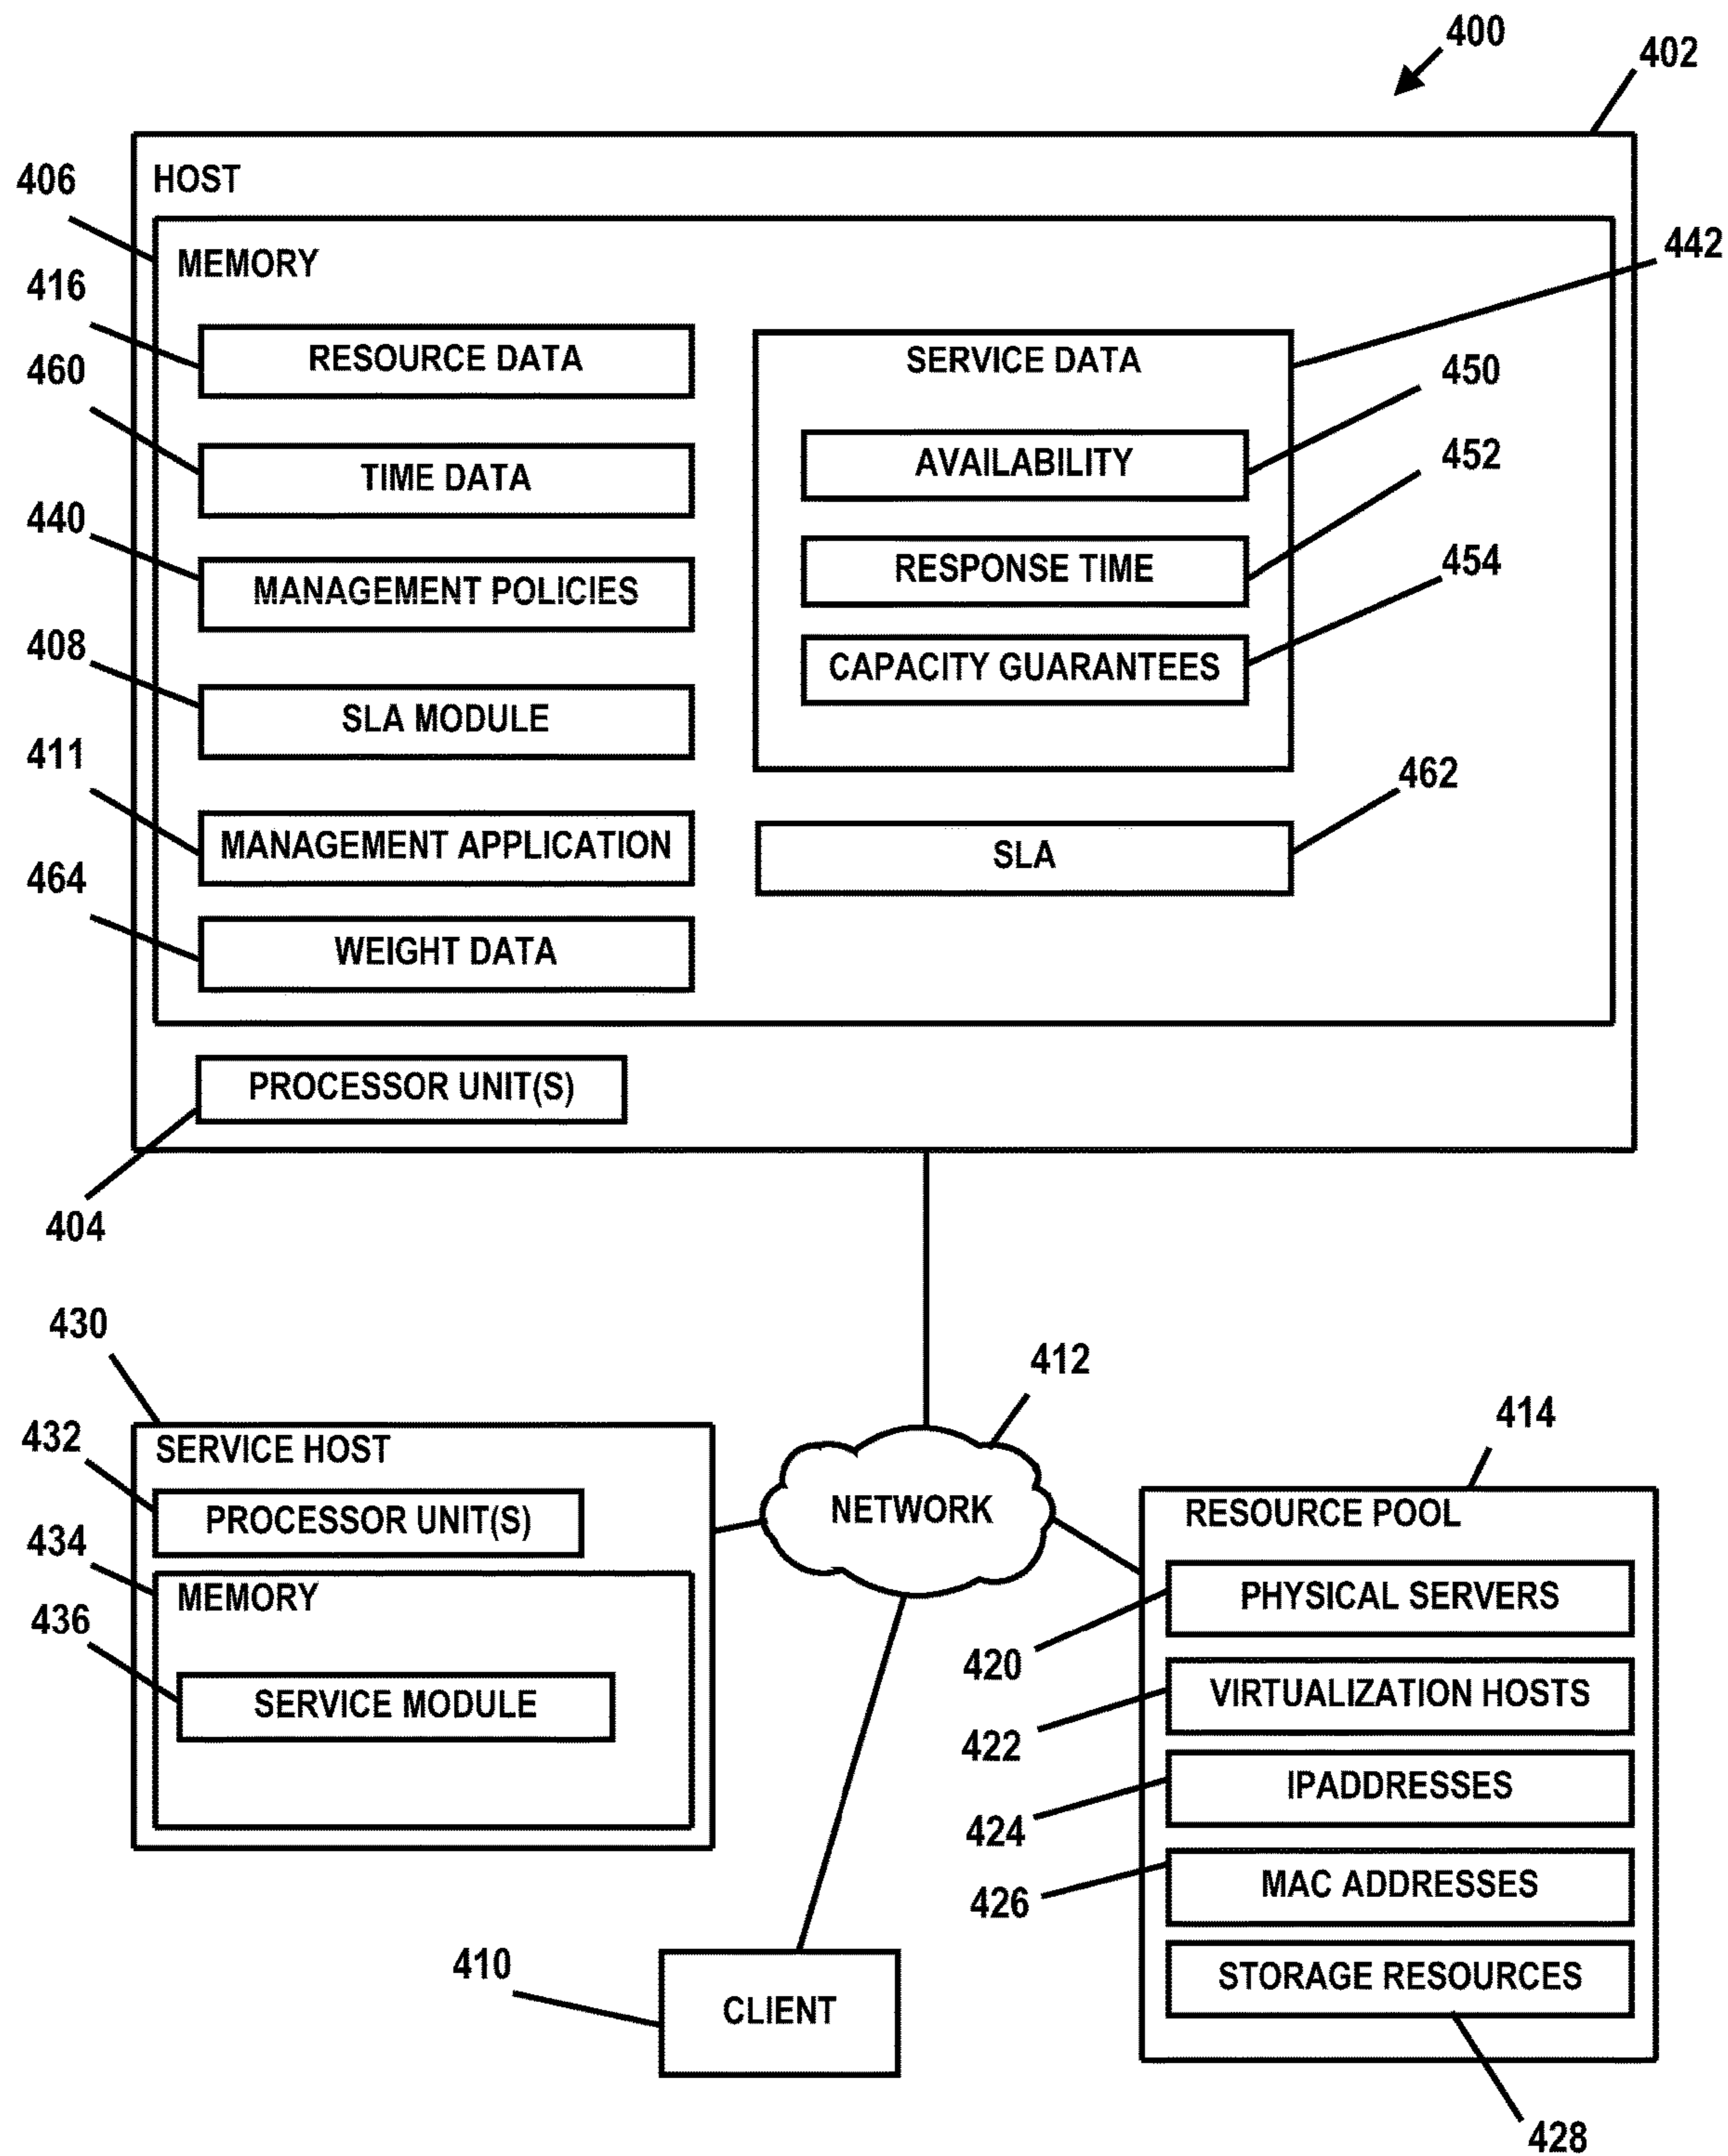 400
402
HOST
406
MEMORY
442
416
RESOURCE DATA
SERVICE DATA
460
450
TIME DATA
AVAILABILITY
440
452
MANAGEMENT POLICIES
RESPONSE TIME
454
408
CAPACITY GUARANTEES
SLA MODULE
411
462
MANAGEMENT APPLICATION
SLA
464
WEIGHT DATA
PROCESSOR UNIT(S)
404
430
412
414
432
SERVICE HOST
PROCESSOR UNIT(S)
NETWORK
RESOURCE POOL
434
MEMORY
PHYSICAL SERVERS
436
420
SERVICE MODULE
VIRTUALIZATION HOSTS
422
IPADDRESSES
424
MAC ADDRESSES
426
410
STORAGE RESOURCES
CLIENT
428